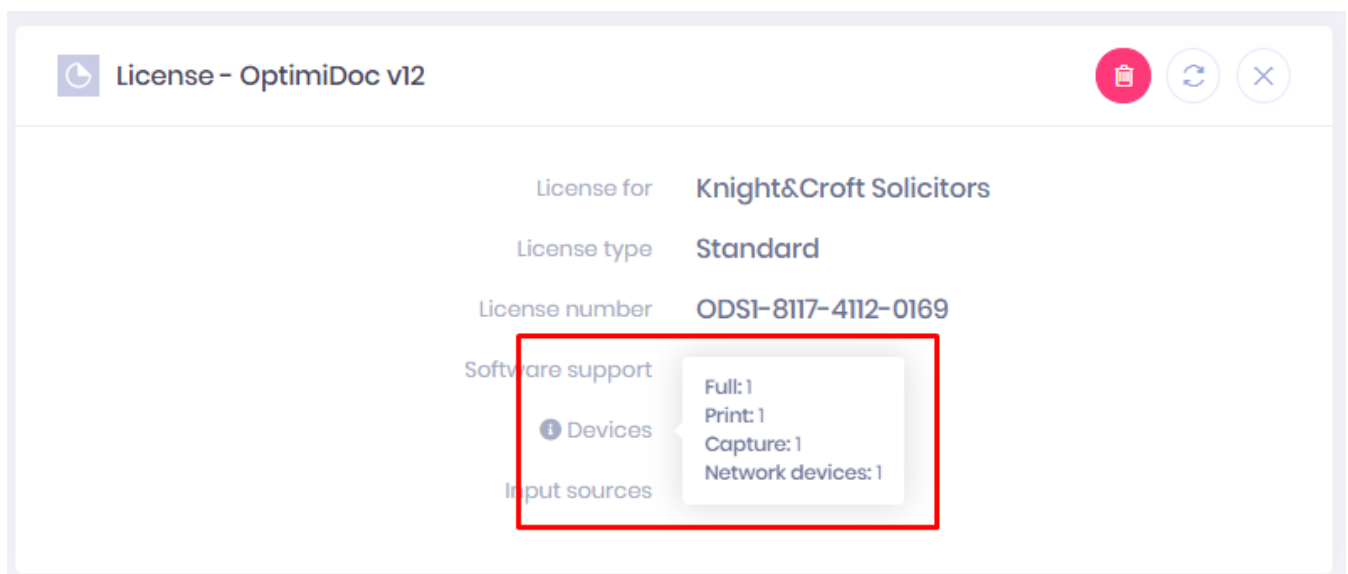 License - OptimiDoc v12
License for Knight&Croft Solicitors
License type Standard
License number ODS1-8117-4112-0169
Software support
Devices
Input sources
Full: 1
Print: 1
Capture: 1
Network devices: 1